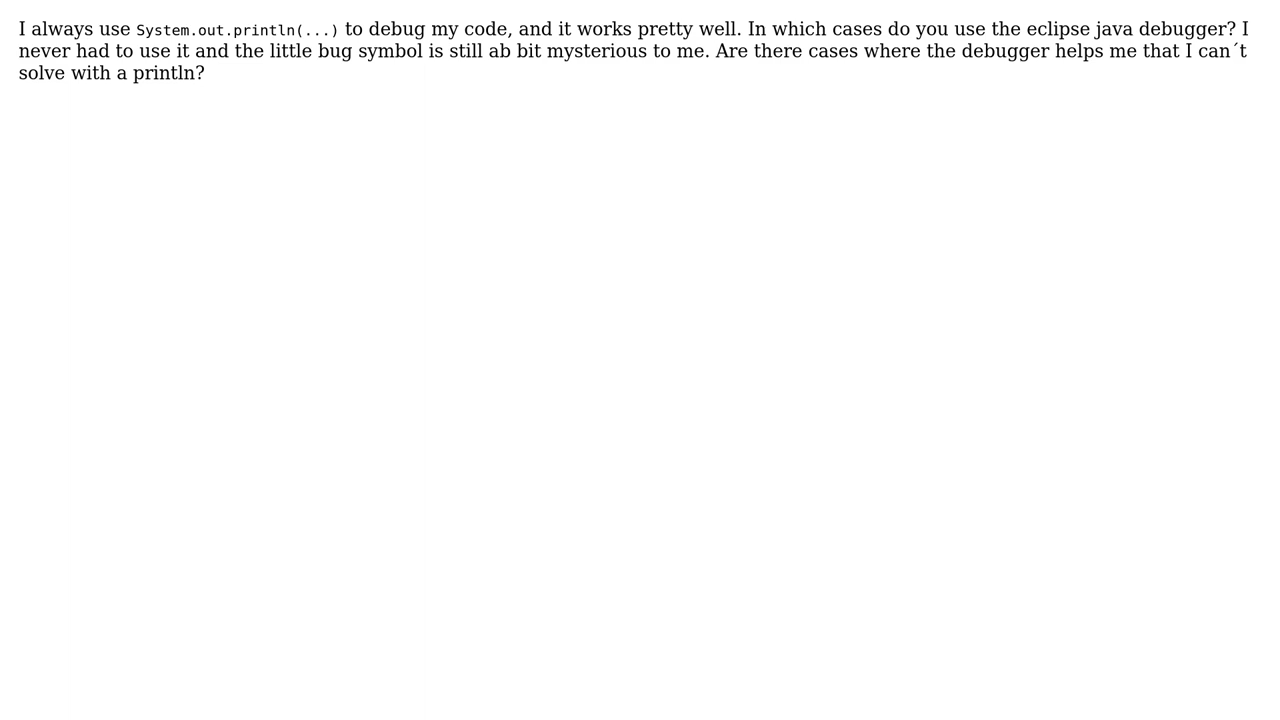 I always use System.out.println(...) to debug my code, and it works pretty well. In which cases do you use the eclipse java debugger? I
never had to use it and the little bug symbol is still ab bit mysterious to me. Are there cases where the debugger helps me that I can´t
solve with a println?